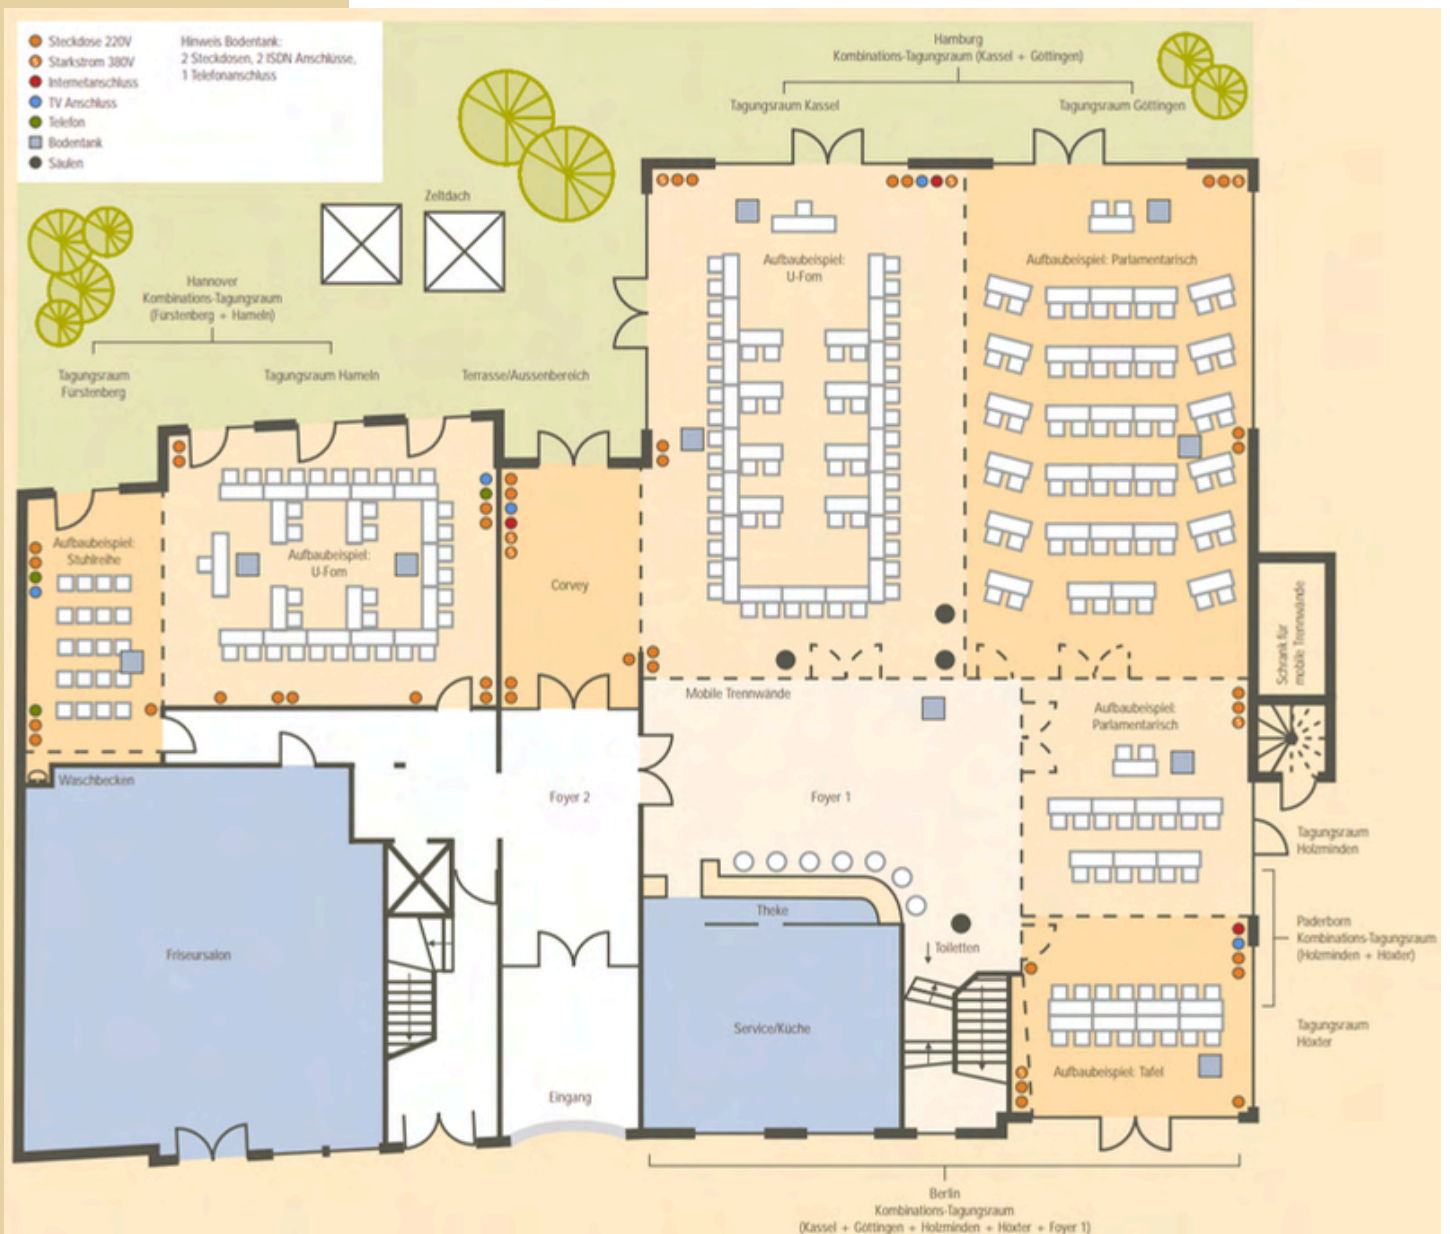 Steckdose 220V
Starkstrom 380V
Internetanschluss
TV Anschluss
Telefon
Bodentank
Säulen
Hinweis Bodentank:
2 Steckdosen, 2 ISDN Anschlüsse,
1 Telefonanschluss
Hamburg
Kombinations-Tagungsraum (Kassel + Göttingen)
Tagungsraum Kassel
Tagungsraum Göttingen
Zeltdach
Hannover
Kombinations-Tagungsraum
(Fürstenberg + Hameln)
Tagungsraum
Fürstenberg
Tagungsraum Hameln
Terrasse/Aussenbereich
Aufbaubeispiel:
U-Forn
Aufbaubeispiel: Parlamentarisch
Aufbaubeispiel:
Stuhlreihe
Aufbaubeispiel:
U-Forn
Corvey
Schrank für
mobile Trennwände
Mobile Trennwände
Aufbaubeispiel:
Parlamentarisch
Waschbecken
Foyer 2
Foyer 1
Tagungsraum
Holzminden
Theke
Paderborn
Kombinations-Tagungsraum
(Holzminden + Höxter)
Friseursalon
Toiletten
Service/Küche
Tagungsraum
Höxter
Aufbaubeispiel: Tafel
Eingang
Berlin
Kombinations-Tagungsraum
(Kassel + Göttingen + Holzminden + Höxter + Foyer 1)